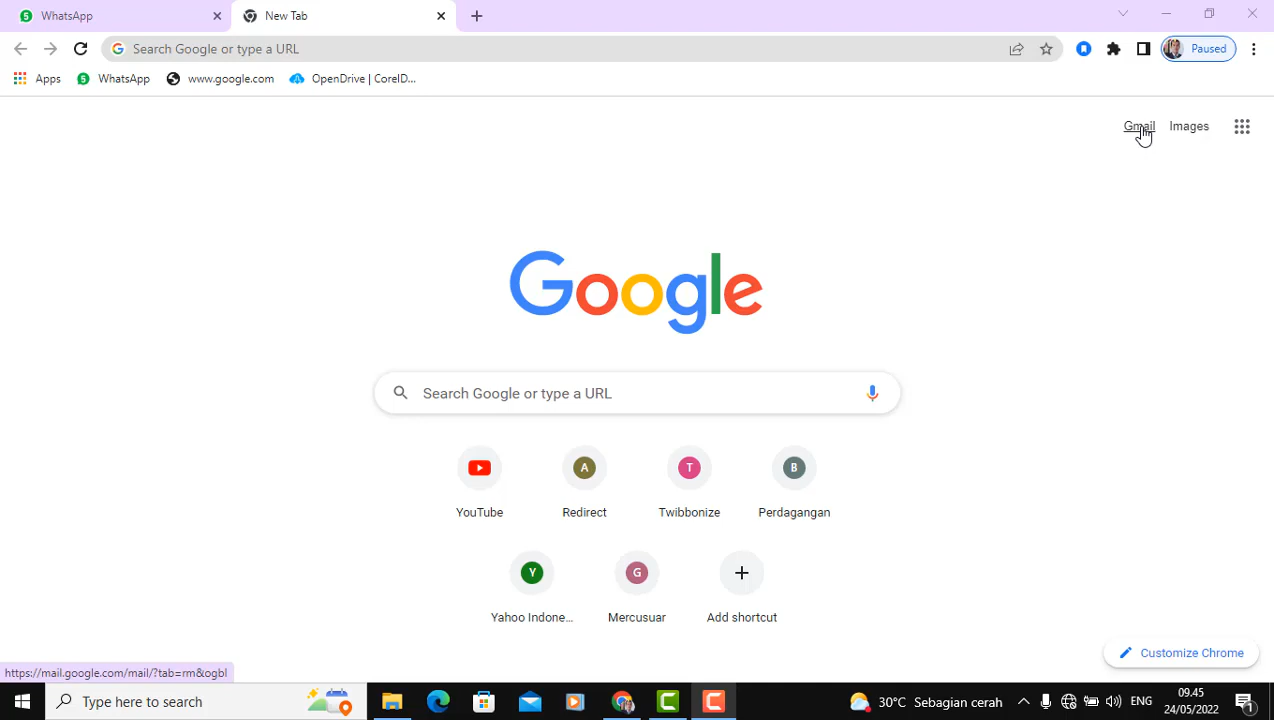 WhatsApp
New Tab
Search Google or type a URL
Paused
Apps
WhatsApp
www.google.com
OpenDrive | CoreID...
Gmail
Images
Google
Search Google or type a URL
YouTube
A
Redirect
T
Twibbonize
B
Perdagangan
Y
Yahoo Indone...
G
Mercusuar
Add shortcut
Customize Chrome
https://mail.google.com/mail/?tab=rm&ogbl
Type here to search
30°C Sebagian cerah
ENG
09.45
24/05/2022
1